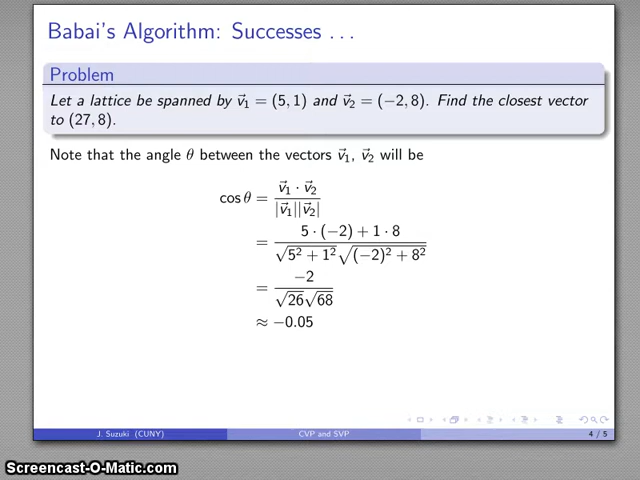 Babai's Algorithm: Successes . . .
Problem
Let a lattice be spanned by v⃗₁ = (5, 1) and v⃗₂ = (−2, 8). Find the closest vector
to (27, 8).
Note that the angle θ between the vectors v⃗₁, v⃗₂ will be
cos θ = (v⃗₁ · v⃗₂) / (|v⃗₁||v⃗₂|)
= (5 · (−2) + 1 · 8) / (√(5² + 1²) √((−2)² + 8²))
= −2 / (√26√68)
≈ −0.05
J. Suzuki (CUNY) CVP and SVP 4 / 5
Screencast-O-Matic.com